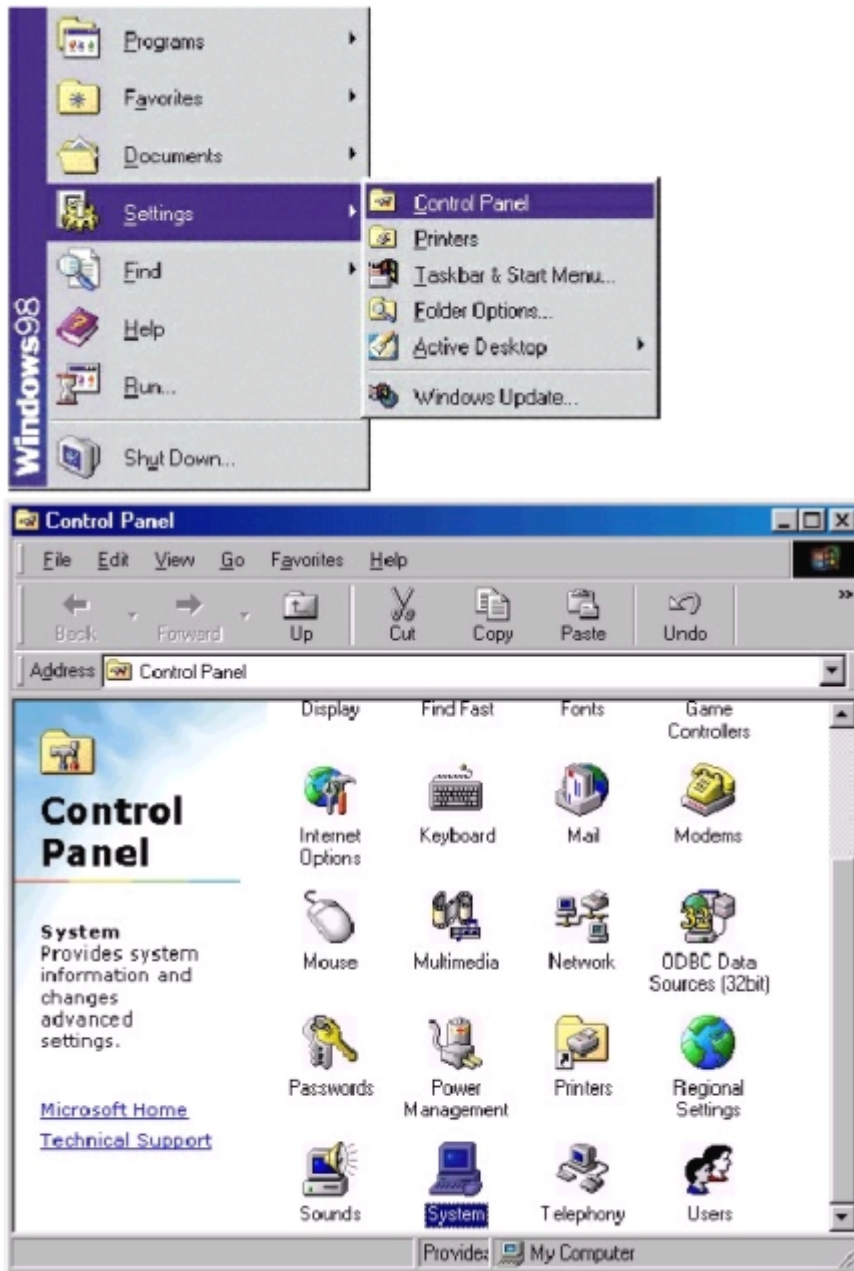 Programs
Favorites
Documents
Settings
Find
Help
Run...
Shut Down...
Windows98
Control Panel
Printers
Taskbar & Start Menu...
Folder Options...
Active Desktop
Windows Update...
Control Panel
File Edit View Go Favorites Help
Back Forward Up Cut Copy Paste Undo »
Address Control Panel
Control
Panel
System
Provides system
information and
changes
advanced
settings.
Microsoft Home
Technical Support
Display Find Fast Fonts Game
Controllers
Internet Keyboard Mail Modems
Options
Mouse Multimedia Network ODBC Data
Sources (32bit)
Passwords Power Printers Regional
Management Settings
Sounds System Telephony Users
Provides My Computer